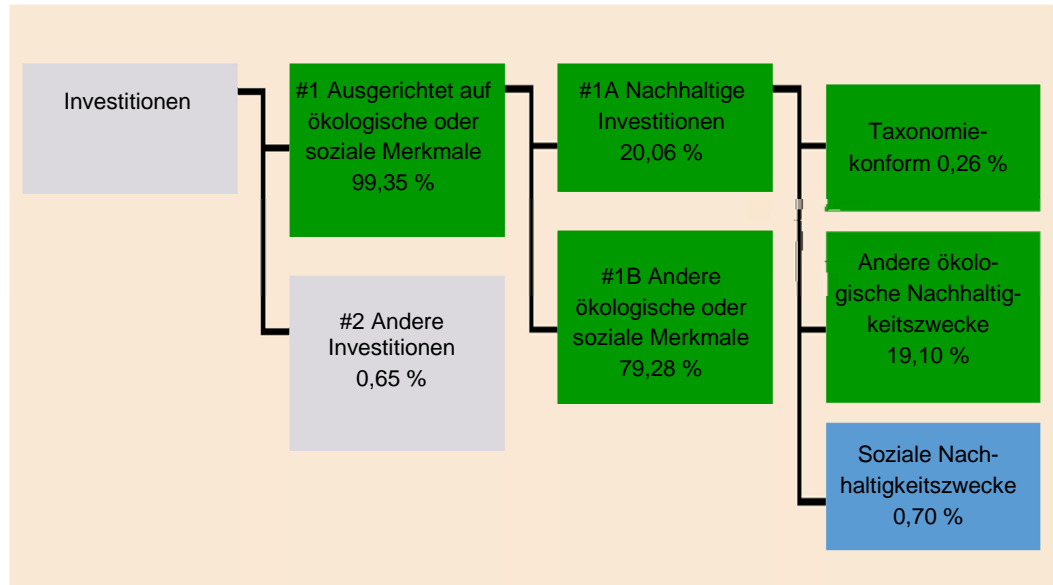 Investitionen
#1 Ausgerichtet auf
ökologische oder
soziale Merkmale
99,35 %
#2 Andere
Investitionen
0,65 %
#1A Nachhaltige
Investitionen
20,06 %
#1B Andere
ökologische oder
soziale Merkmale
79,28 %
Taxonomie-
konform 0,26 %
Andere ökolo-
gische Nachhaltig-
keitszwecke
19,10 %
Soziale Nach-
haltigkeitszwecke
0,70 %